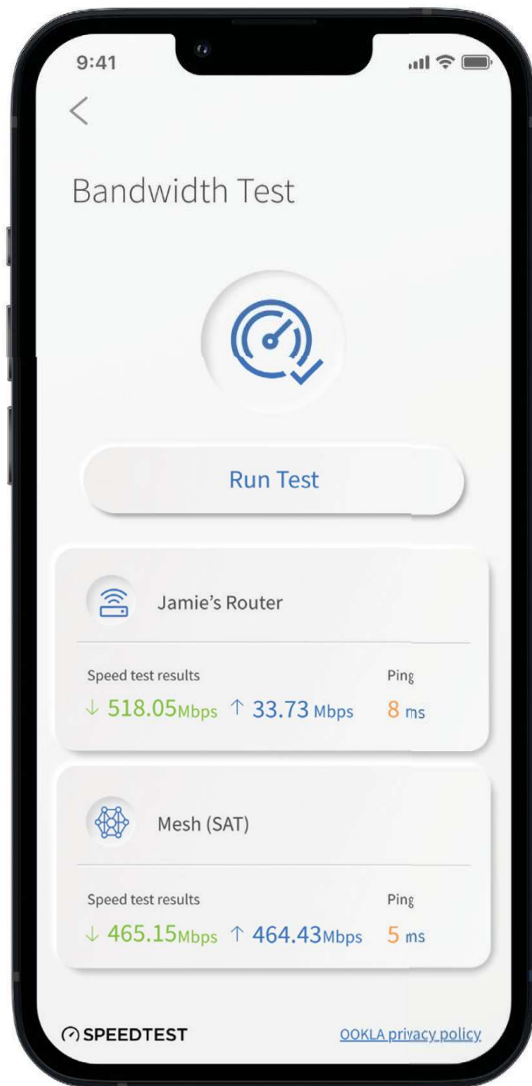 9:41
Bandwidth Test
Run Test
Jamie's Router
Speed test results Ping
↓ 518.05Mbps ↑ 33.73 Mbps 8 ms
Mesh (SAT)
Speed test results Ping
↓ 465.15Mbps ↑ 464.43Mbps 5 ms
SPEEDTEST OOKLA privacy policy